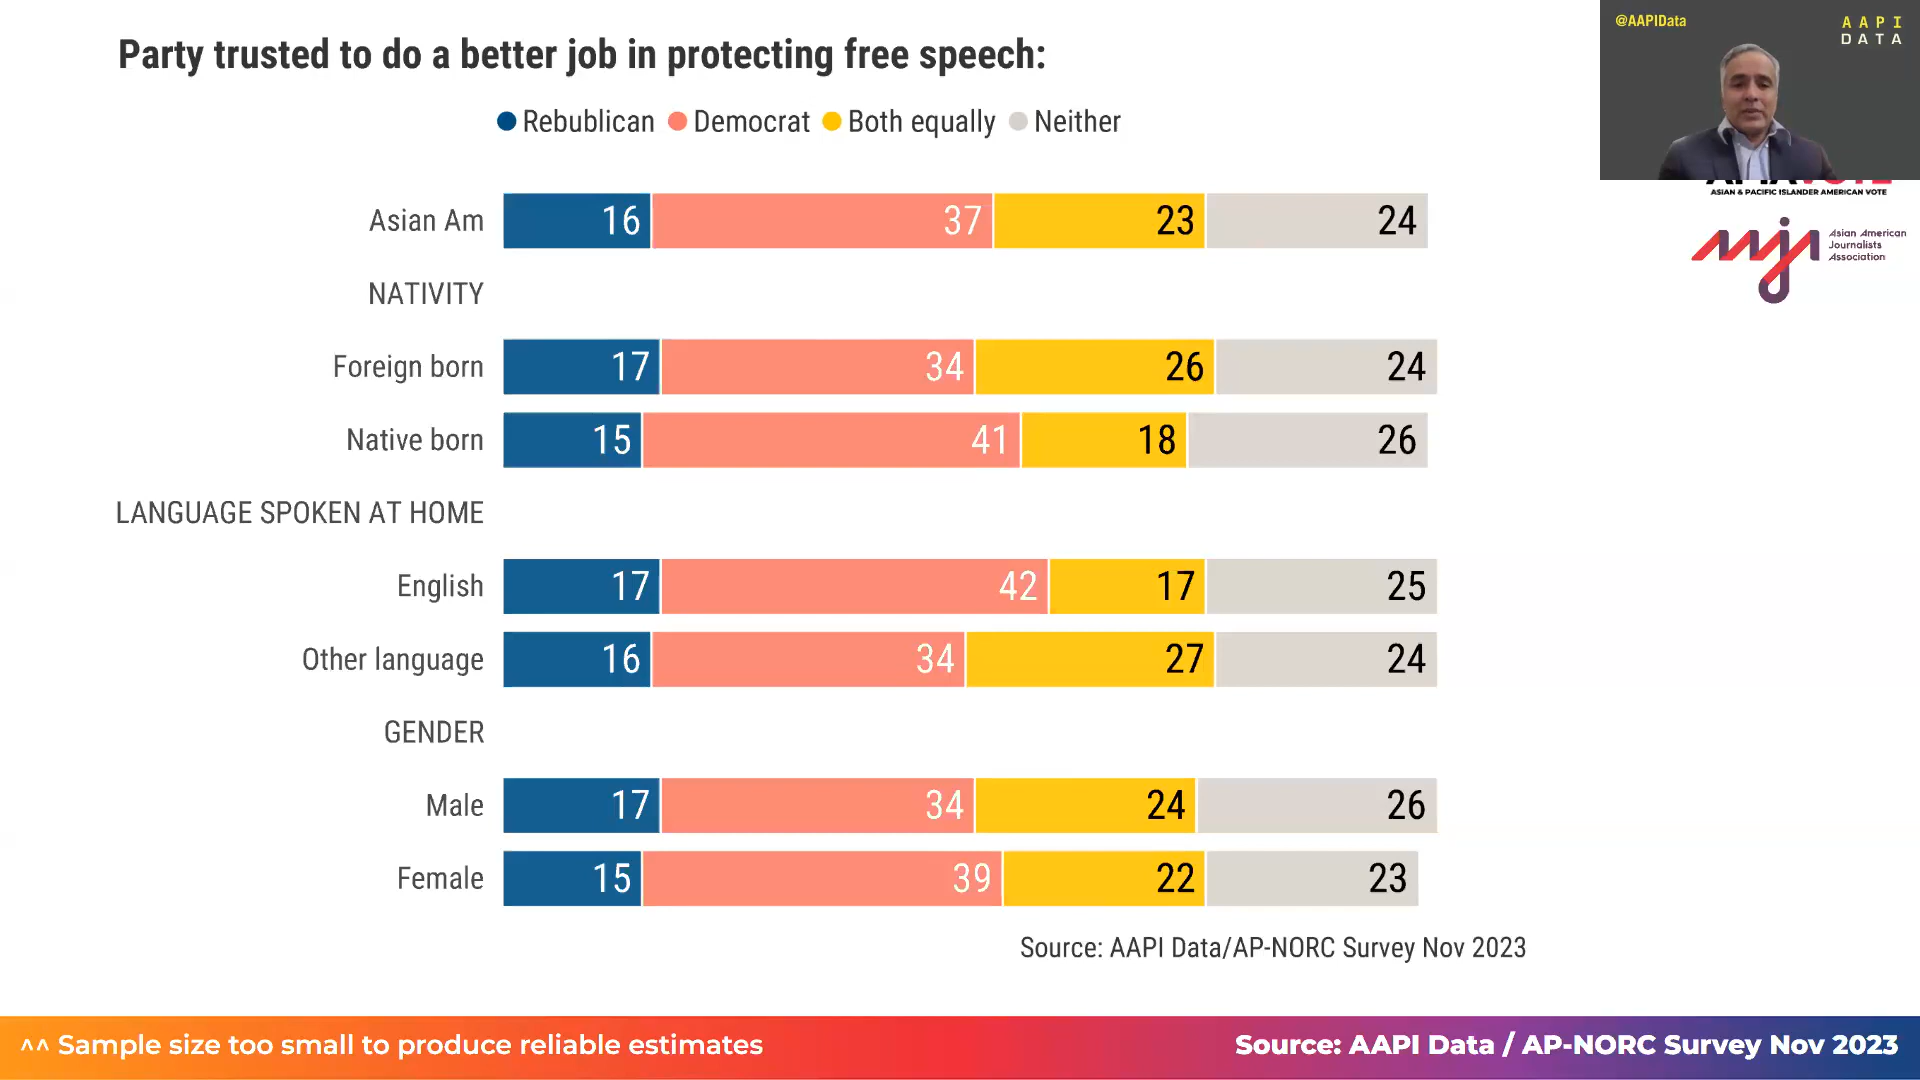 Party trusted to do a better job in protecting free speech:
Rebublican Democrat Both equally Neither
Asian Am 16 37 23 24
NATIVITY
Foreign born 17 34 26 24
Native born 15 41 18 26
LANGUAGE SPOKEN AT HOME
English 17 42 17 25
Other language 16 34 27 24
GENDER
Male 17 34 24 26
Female 15 39 22 23
Source: AAPI Data/AP-NORC Survey Nov 2023
@AAPIData
AAPI
DATA
ASIAN & PACIFIC ISLANDER AMERICAN VOTE
Asian American
Journalists
Association
^^ Sample size too small to produce reliable estimates
Source: AAPI Data / AP-NORC Survey Nov 2023